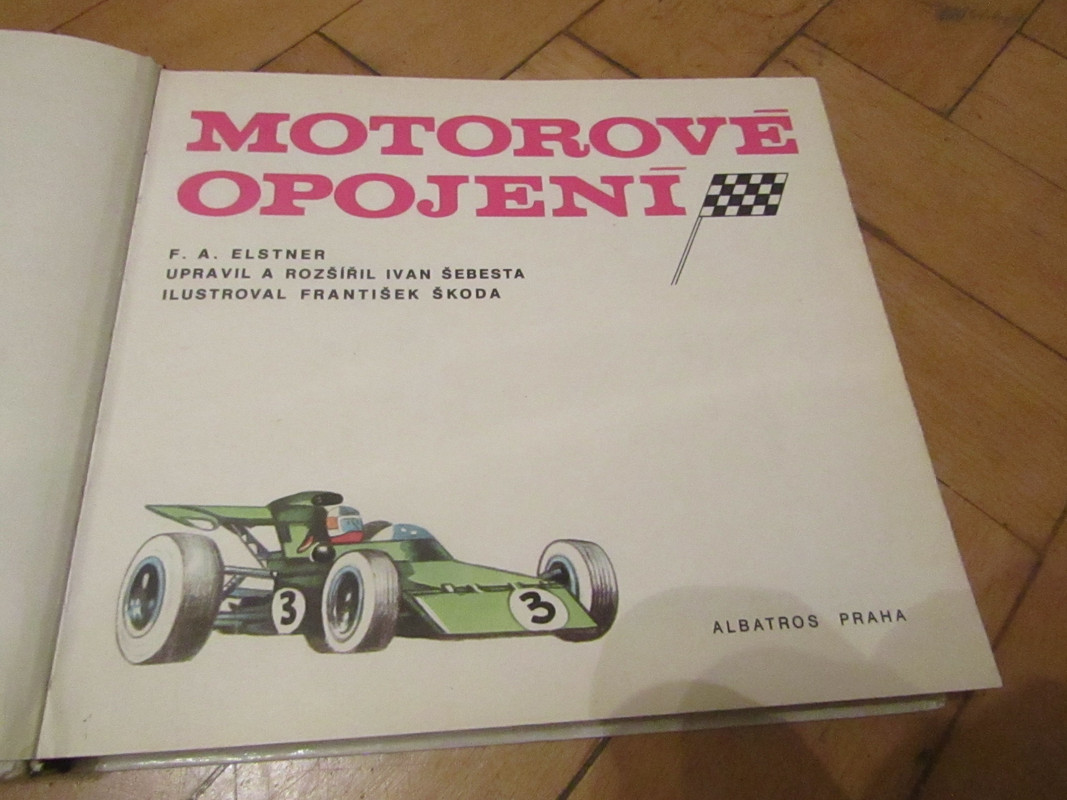 MOTOROVÉ
OPOJENÍ
F. A. ELSTNER
UPRAVIL A ROZŠÍŘIL IVAN ŠEBESTA
ILUSTROVAL FRANTIŠEK ŠKODA
3
3
ALBATROS PRAHA